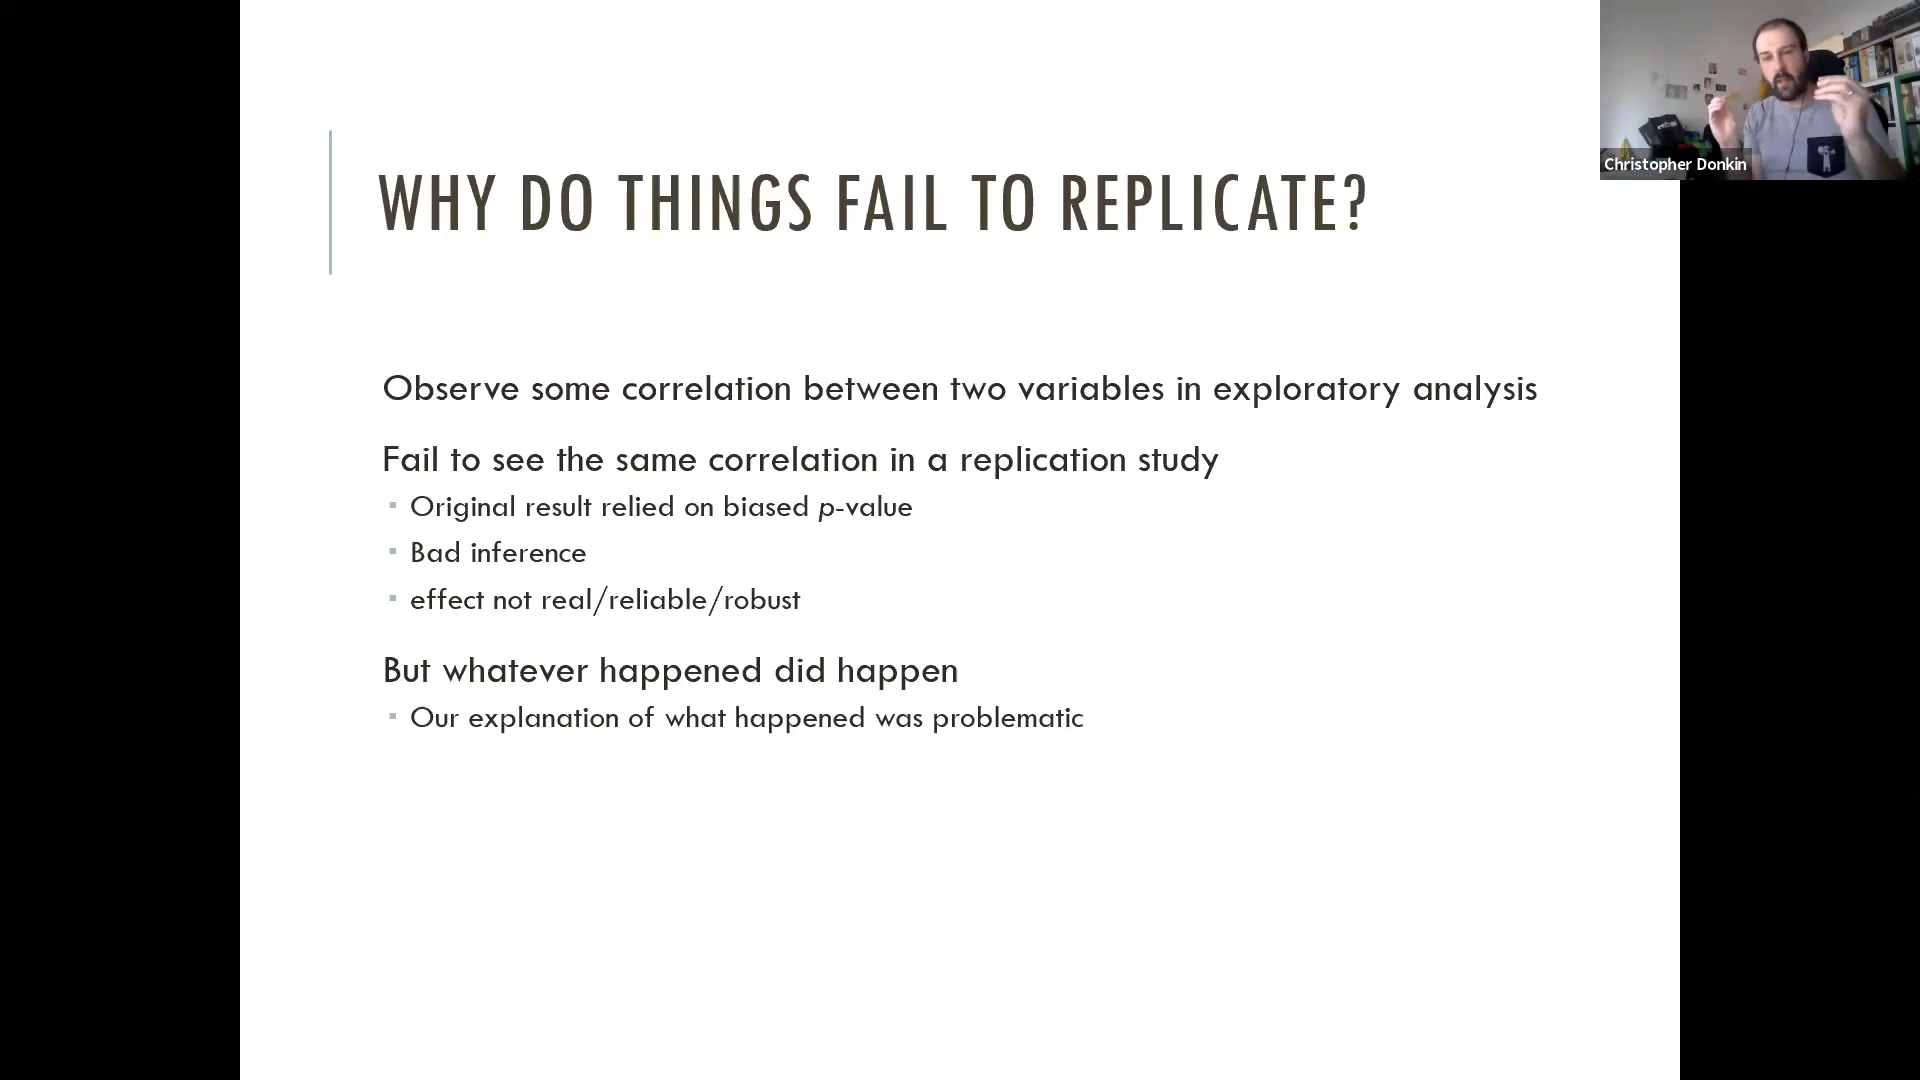 WHY DO THINGS FAIL TO REPLICATE?
Christopher Donkin
Observe some correlation between two variables in exploratory analysis
Fail to see the same correlation in a replication study
▪ Original result relied on biased p-value
▪ Bad inference
▪ effect not real/reliable/robust
But whatever happened did happen
▪ Our explanation of what happened was problematic